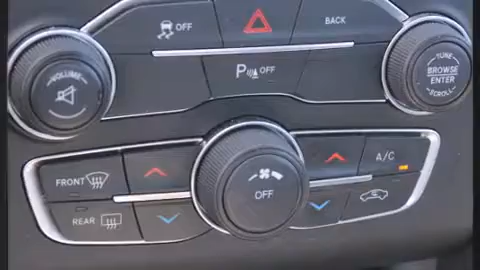 OFF
BACK
P OFF
VOLUME
TUNE
BROWSE
ENTER
SCROLL
FRONT
OFF
A/C
REAR